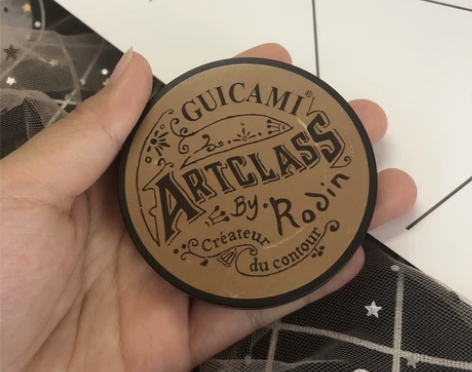 GUICAMI®
ARTCLASS
By. Rodin
Créateur
du contour